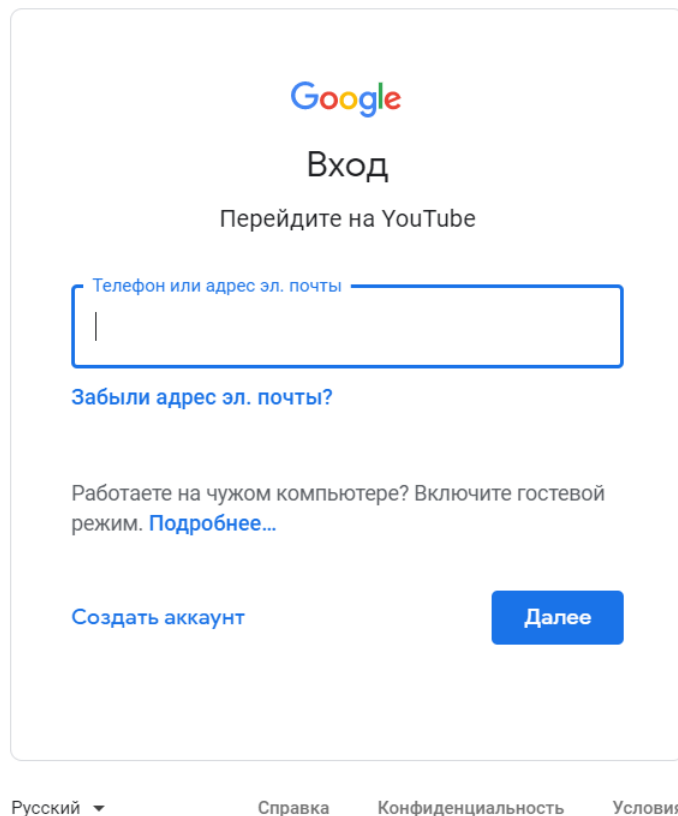 Google
Вход
Перейдите на YouTube
Телефон или адрес эл. почты
Забыли адрес эл. почты?
Работаете на чужом компьютере? Включите гостевой
режим. Подробнее...
Создать аккаунт
Далее
Русский
Справка
Конфиденциальность
Условия